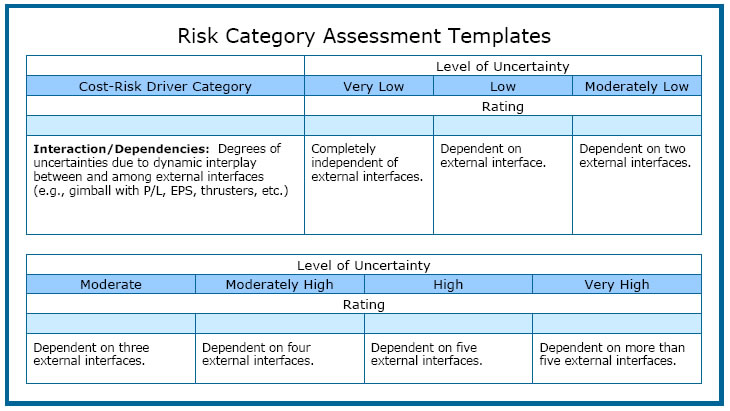 Risk Category Assessment Templates
Level of Uncertainty
Cost-Risk Driver Category Very Low Low Moderately Low
Rating
Interaction/Dependencies: Degrees of
uncertainties due to dynamic interplay
between and among external interfaces
(e.g., gimball with P/L, EPS, thrusters, etc.)
Completely
independent of
external interfaces.
Dependent on
external interface.
Dependent on two
external interfaces.
Level of Uncertainty
Moderate Moderately High High Very High
Rating
Dependent on three
external interfaces.
Dependent on four
external interfaces.
Dependent on five
external interfaces.
Dependent on more than
five external interfaces.